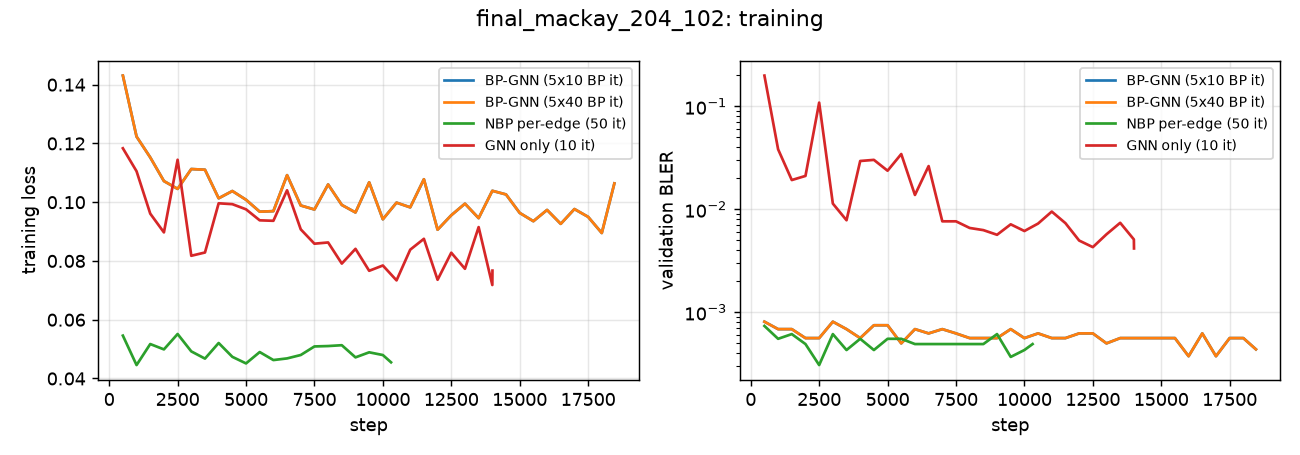 final_mackay_204_102: training
training loss
0.14
0.12
0.10
0.08
0.06
0.04
BP-GNN (5x10 BP it)
BP-GNN (5x40 BP it)
NBP per-edge (50 it)
GNN only (10 it)
0 2500 5000 7500 10000 12500 15000 17500
step
validation BLER
10⁻¹
10⁻²
10⁻³
BP-GNN (5x10 BP it)
BP-GNN (5x40 BP it)
NBP per-edge (50 it)
GNN only (10 it)
0 2500 5000 7500 10000 12500 15000 17500
step